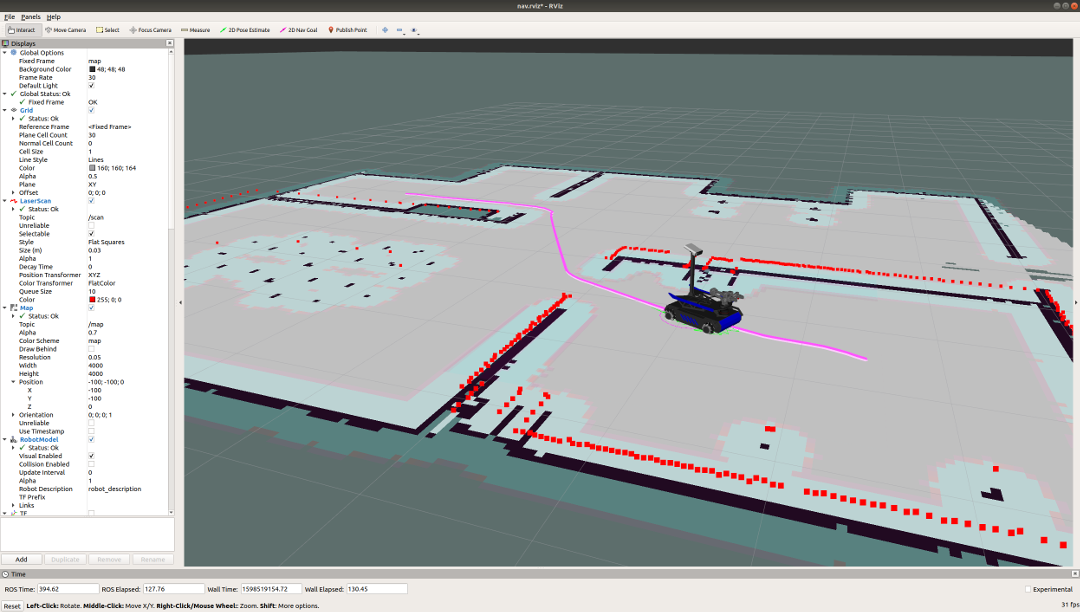 nav.rviz* - RViz
File Panels Help
Interact Move Camera Select Focus Camera Measure 2D Pose Estimate 2D Nav Goal Publish Point
Displays
Global Options
Fixed Frame map
Background Color 48; 48; 48
Frame Rate 30
Default Light
Global Status: Ok
Fixed Frame OK
Grid
Status: Ok
Reference Frame <Fixed Frame>
Plane Cell Count 30
Normal Cell Count 0
Cell Size 1
Line Style Lines
Color 160; 160; 164
Alpha 0.5
Plane XY
Offset 0; 0; 0
LaserScan
Status: Ok
Topic /scan
Unreliable
Selectable
Style Flat Squares
Size (m) 0.03
Alpha 1
Decay Time 0
Position Transformer XYZ
Color Transformer FlatColor
Queue Size 10
Color 255; 0; 0
Map
Status: Ok
Topic /map
Alpha 0.7
Color Scheme map
Draw Behind
Resolution 0.05
Width 4000
Height 4000
Position -100; -100; 0
X -100
Y -100
Z 0
Orientation 0; 0; 0; 1
Unreliable
Use Timestamp
RobotModel
Status: Ok
Visual Enabled
Collision Enabled
Update Interval 0
Alpha 1
Robot Description robot_description
TF Prefix
Links
TF
Add Duplicate Remove Rename
Time
ROS Time: 394.62 ROS Elapsed: 127.76 Wall Time: 1598519154.72 Wall Elapsed: 130.45 Experimental
Reset Left-Click: Rotate. Middle-Click: Move X/Y. Right-Click/Mouse Wheel:: Zoom. Shift: More options. 31 fps